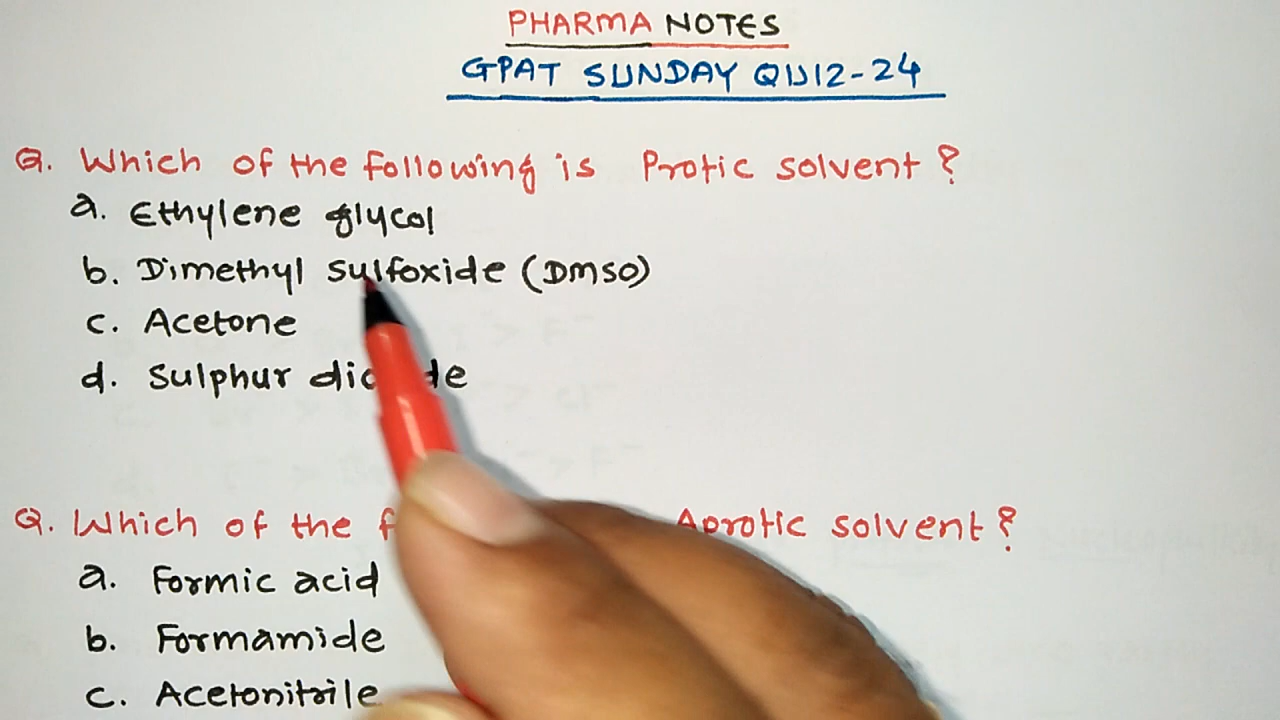 PHARMA NOTES
GPAT SUNDAY QUIZ-24
Q. Which of the following is Protic solvent?
a. Ethylene glycol
b. Dimethyl sulfoxide (DMSO)
c. Acetone
d. Sulphur
Q. Which of the Aprotic solvent?
a. Formic acid
b. Formamide
c. Acetonitrile